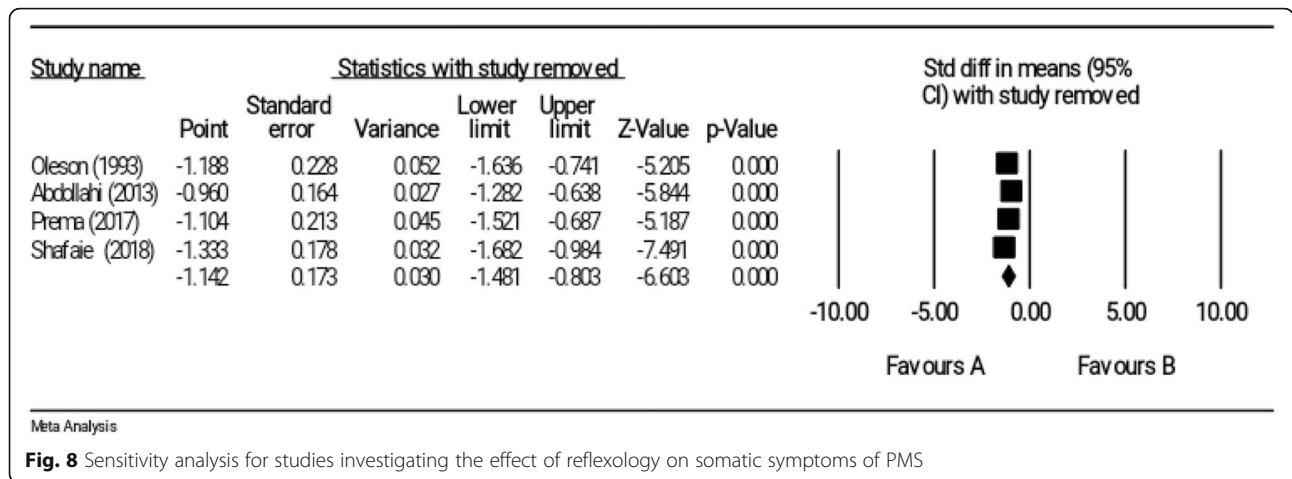 Study name Statistics with study removed Std diff in means (95%
CI) with study removed
Standard Lower Upper
Point error Variance limit limit Z-Value p-Value
Oleson (1993) -1.188 0.228 0.052 -1.636 -0.741 -5.205 0.000
Abdollahi (2013) -0.960 0.164 0.027 -1.282 -0.638 -5.844 0.000
Prema (2017) -1.104 0.213 0.045 -1.521 -0.687 -5.187 0.000
Shafaie (2018) -1.333 0.178 0.032 -1.682 -0.984 -7.491 0.000
-1.142 0.173 0.030 -1.481 -0.803 -6.603 0.000
-10.00 -5.00 0.00 5.00 10.00
Favours A Favours B
Meta Analysis
Fig. 8 Sensitivity analysis for studies investigating the effect of reflexology on somatic symptoms of PMS